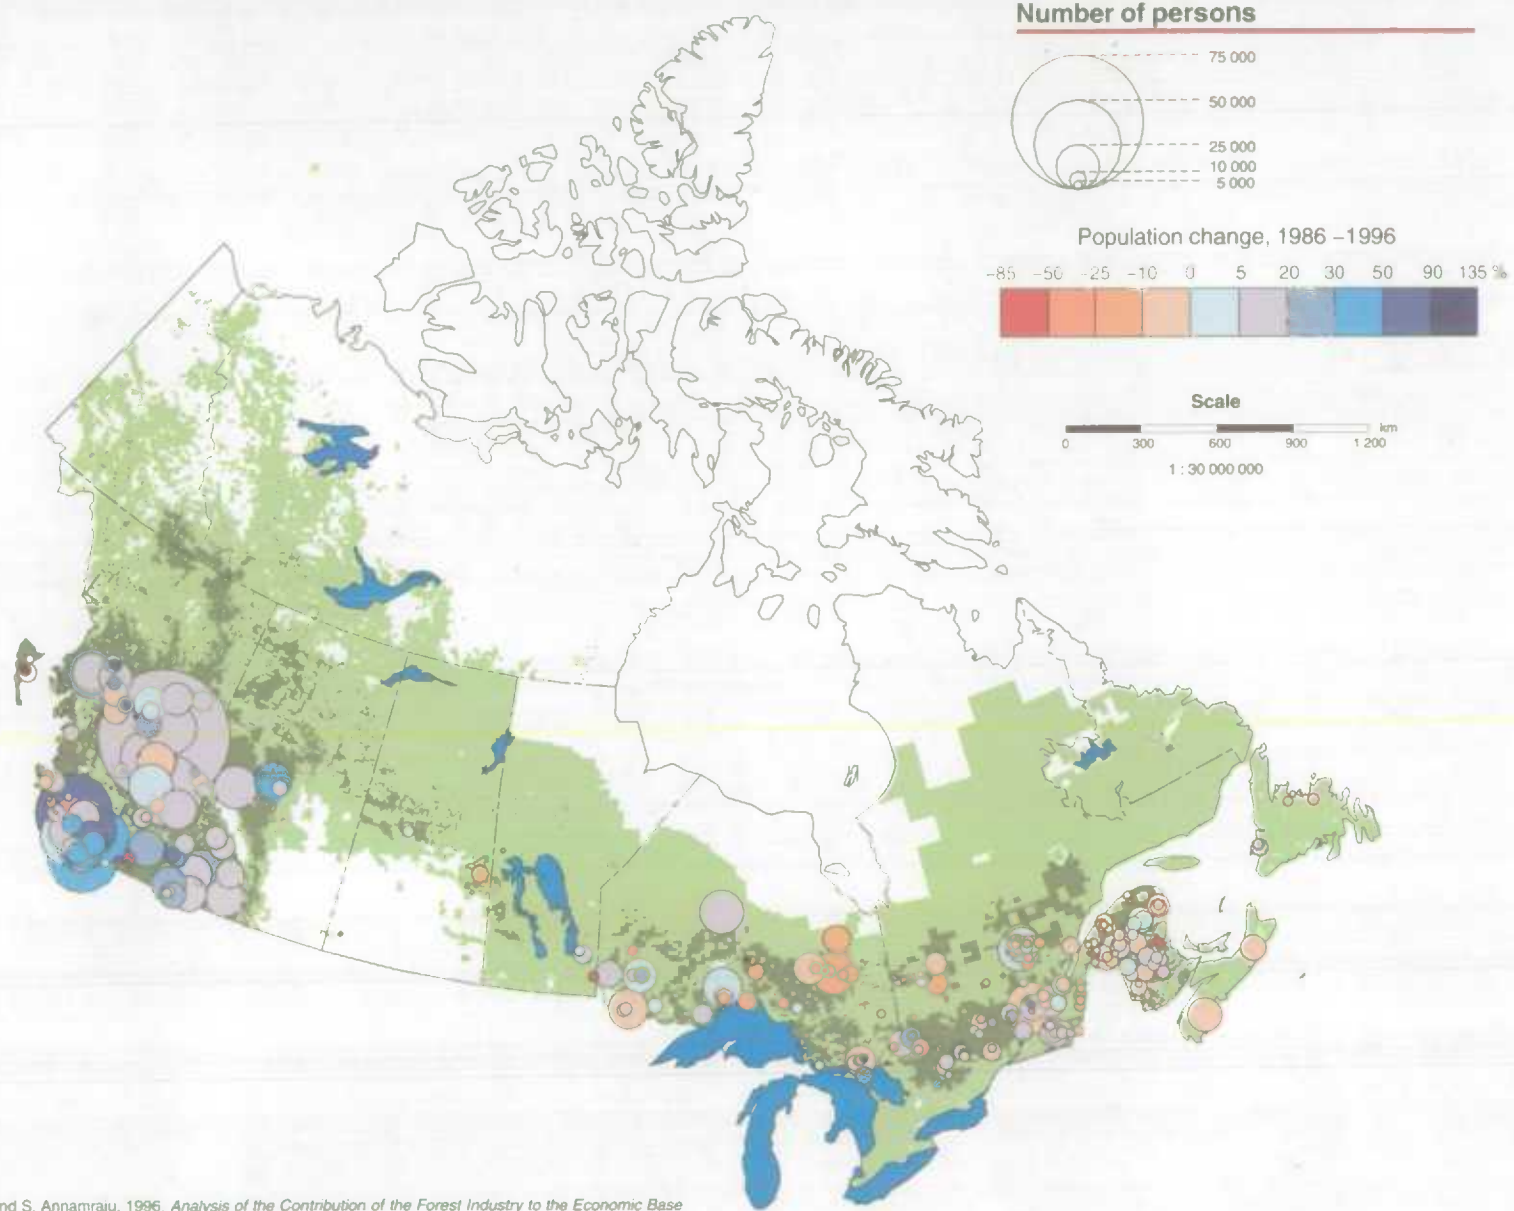 Number of persons
75 000
50 000
25 000
10 000
5 000
Population change, 1986 –1996
-85 -50 -25 -10 0 5 20 30 50 90 135 %
Scale
0 300 600 900 1 200 km
1 : 30 000 000
nd S. Annamraju, 1996, Analysis of the Contribution of the Forest Industry to the Economic Base